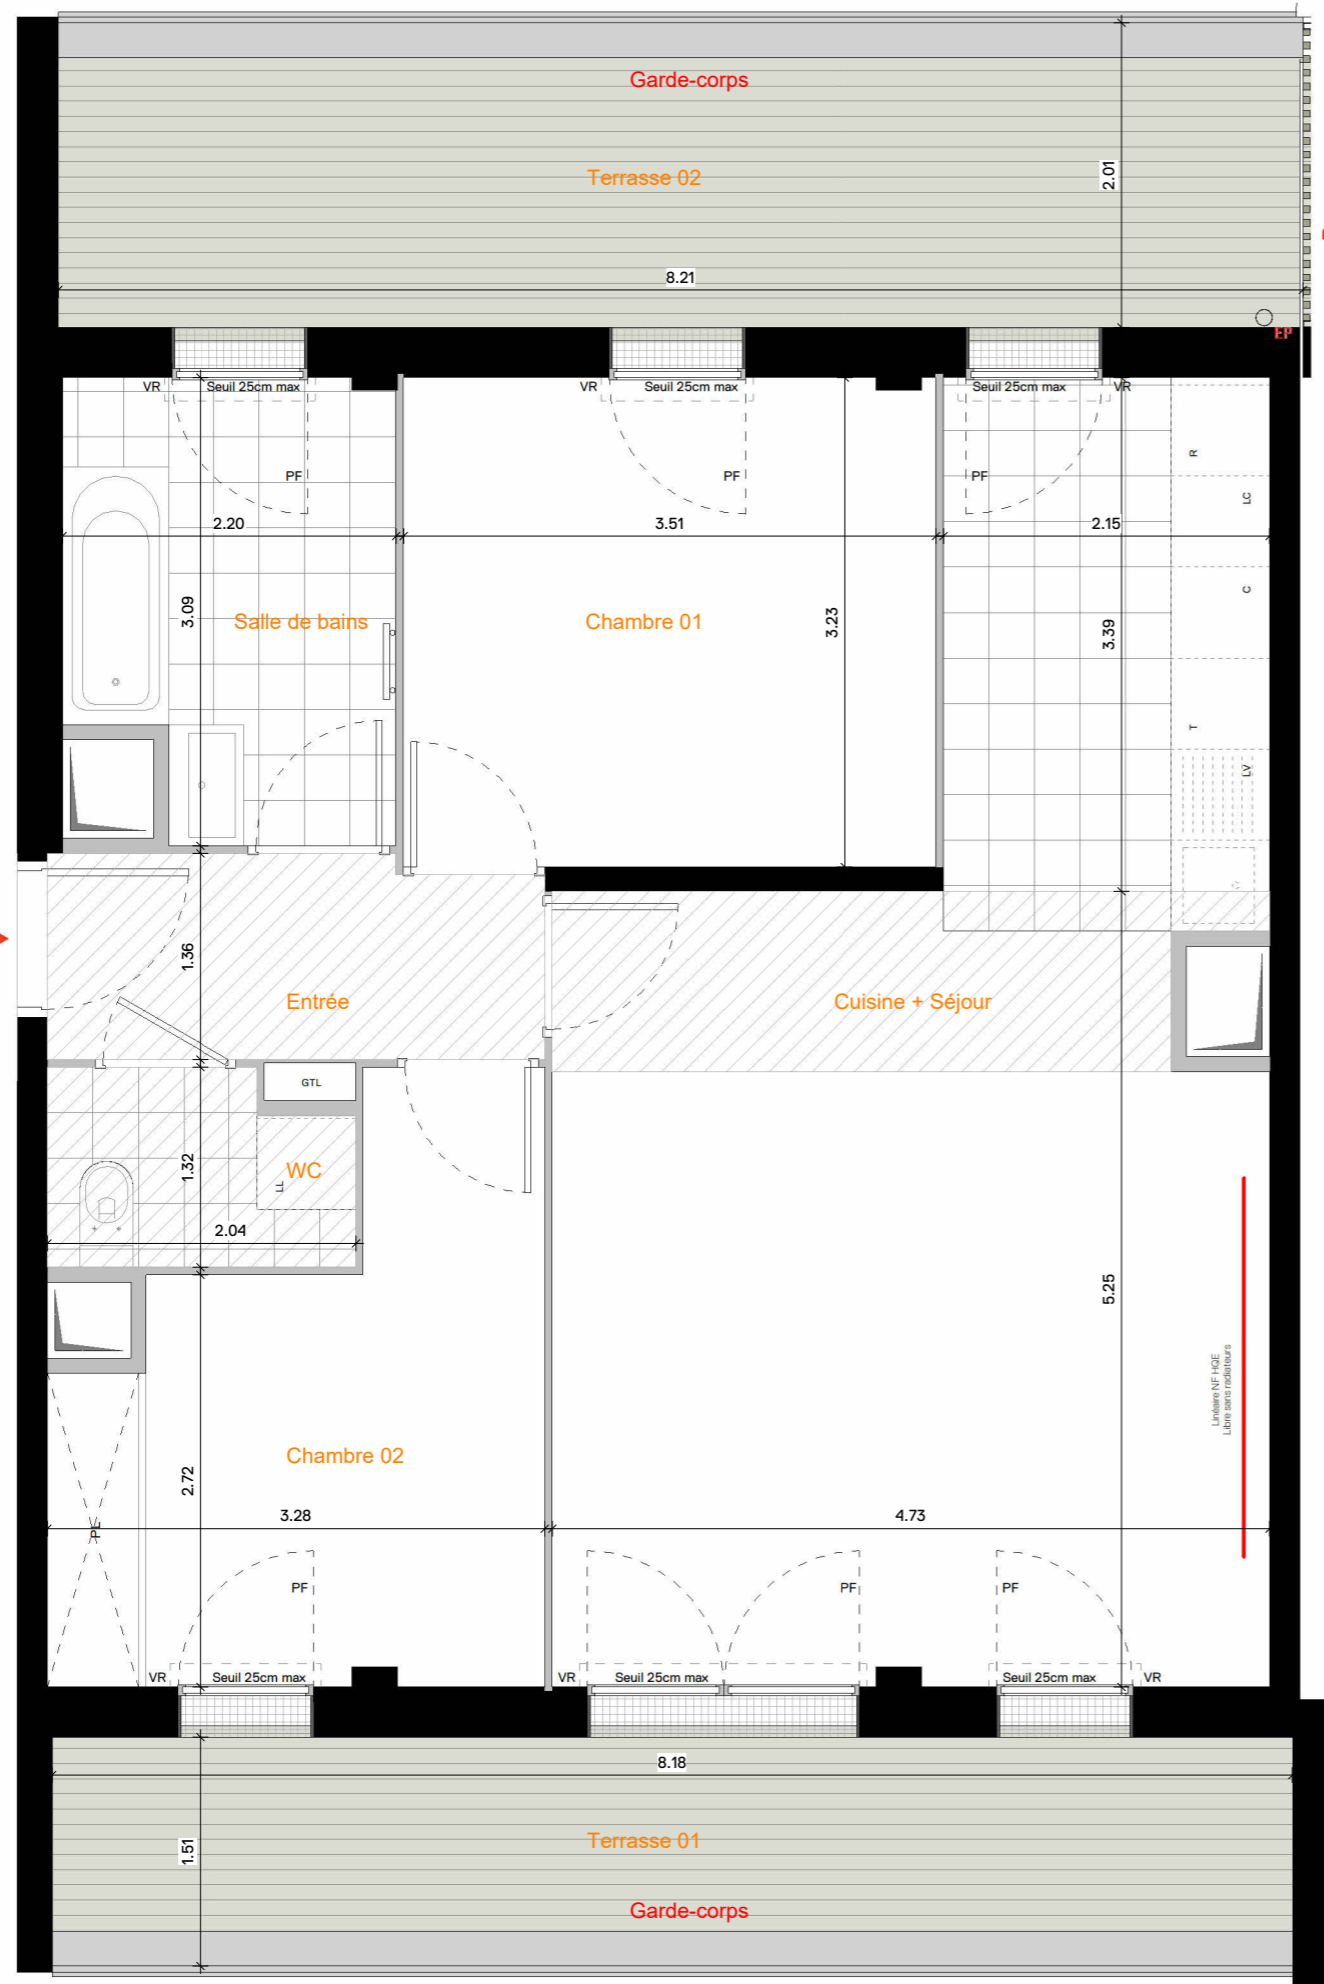 Garde-corps
2.01
Terrasse 02
8.21
EP
VR
Seuil 25cm max
VR
Seuil 25cm max
Seuil 25cm max
VR
PF
PF
PF
R
LC
2.20
3.51
2.15
C
3.09
Salle de bains
Chambre 01
3.23
3.39
T
LV
1.36
Entrée
Cuisine + Séjour
GTL
1.32
WC
LL
2.04
5.25
Linéaire NF HQE
Libre sans radiateurs
Chambre 02
2.72
3.28
4.73
PL
PF
PF
PF
VR
Seuil 25cm max
VR
Seuil 25cm max
Seuil 25cm max
VR
8.18
1.51
Terrasse 01
Garde-corps